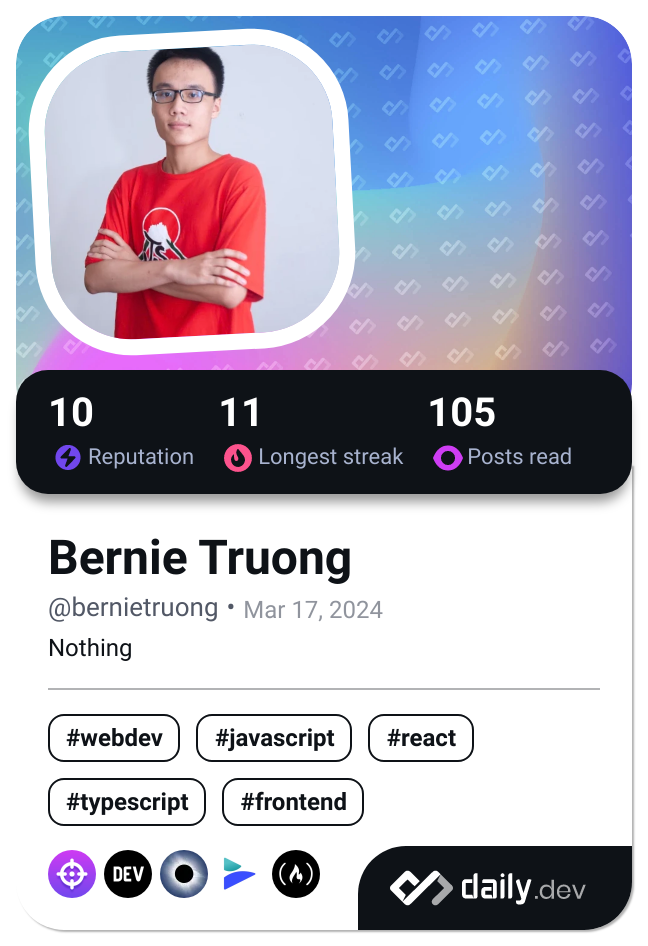 10 11 105
Reputation Longest streak Posts read
Bernie Truong
@bernietruong • Mar 17, 2024
Nothing
#webdev #javascript #react
#typescript #frontend
DEV
daily.dev